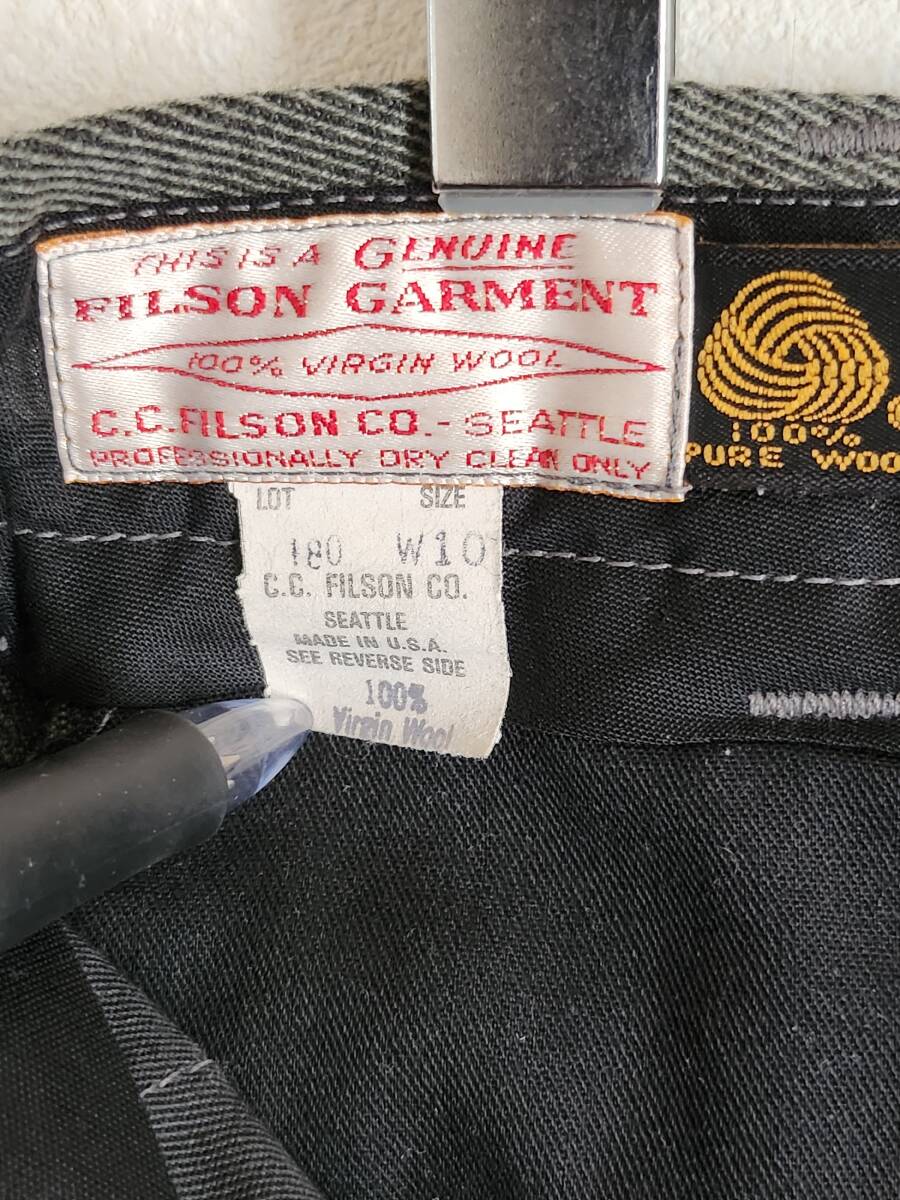 THIS IS A GENUINE
FILSON GARMENT
100% VIRGIN WOOL
C.C. FILSON CO. - SEATTLE
PROFESSIONALLY DRY CLEAN ONLY
100%
PURE WOO
LOT SIZE
180 W10
C.C. FILSON CO.
SEATTLE
MADE IN U.S.A.
SEE REVERSE SIDE
100%
Virgin Wool